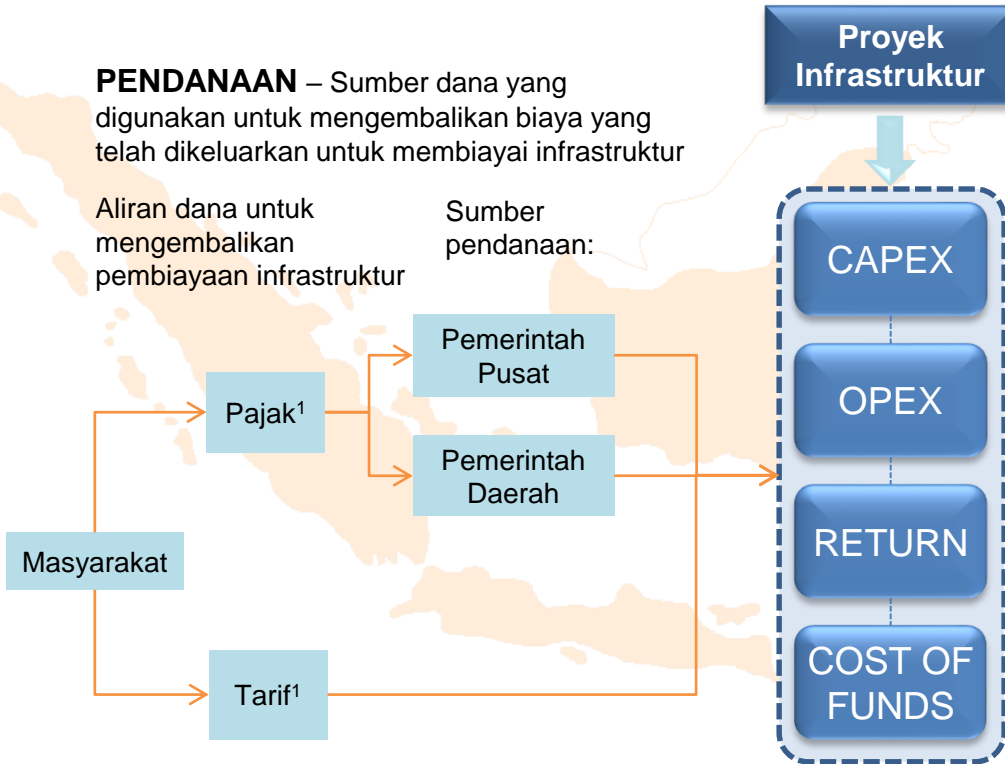 Proyek
Infrastruktur
PENDANAAN – Sumber dana yang
digunakan untuk mengembalikan biaya yang
telah dikeluarkan untuk membiayai infrastruktur
Aliran dana untuk
mengembalikan
pembiayaan infrastruktur
Sumber
pendanaan:
Masyarakat
Pajak¹
Tarif¹
Pemerintah
Pusat
Pemerintah
Daerah
CAPEX
OPEX
RETURN
COST OF
FUNDS